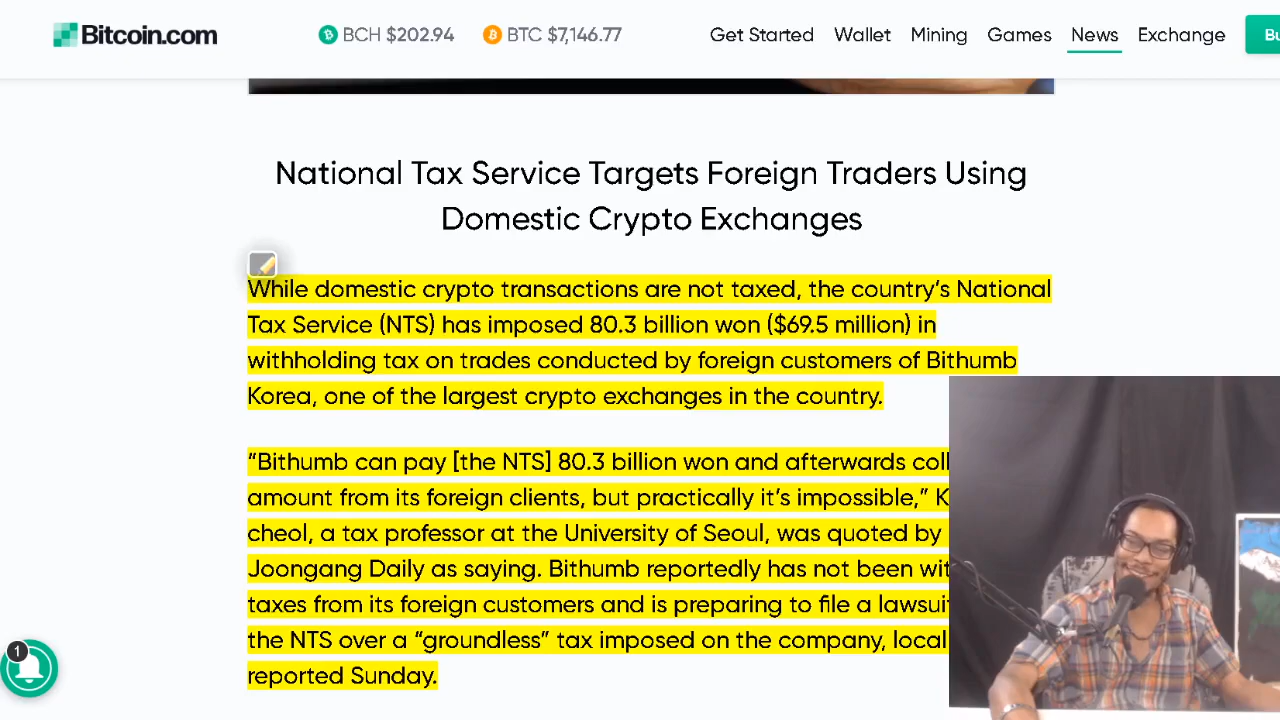 Bitcoin.com
BCH $202.94 BTC $7,146.77
Get Started Wallet Mining Games News Exchange
National Tax Service Targets Foreign Traders Using
Domestic Crypto Exchanges
While domestic crypto transactions are not taxed, the country’s National
Tax Service (NTS) has imposed 80.3 billion won ($69.5 million) in
withholding tax on trades conducted by foreign customers of Bithumb
Korea, one of the largest crypto exchanges in the country.
“Bithumb can pay [the NTS] 80.3 billion won and afterwards
amount from its foreign clients, but practically it’s impossible,”
cheol, a tax professor at the University of Seoul, was quoted by
Joongang Daily as saying. Bithumb reportedly has not been
taxes from its foreign customers and is preparing to file a
the NTS over a “groundless” tax imposed on the company, local
reported Sunday.
1